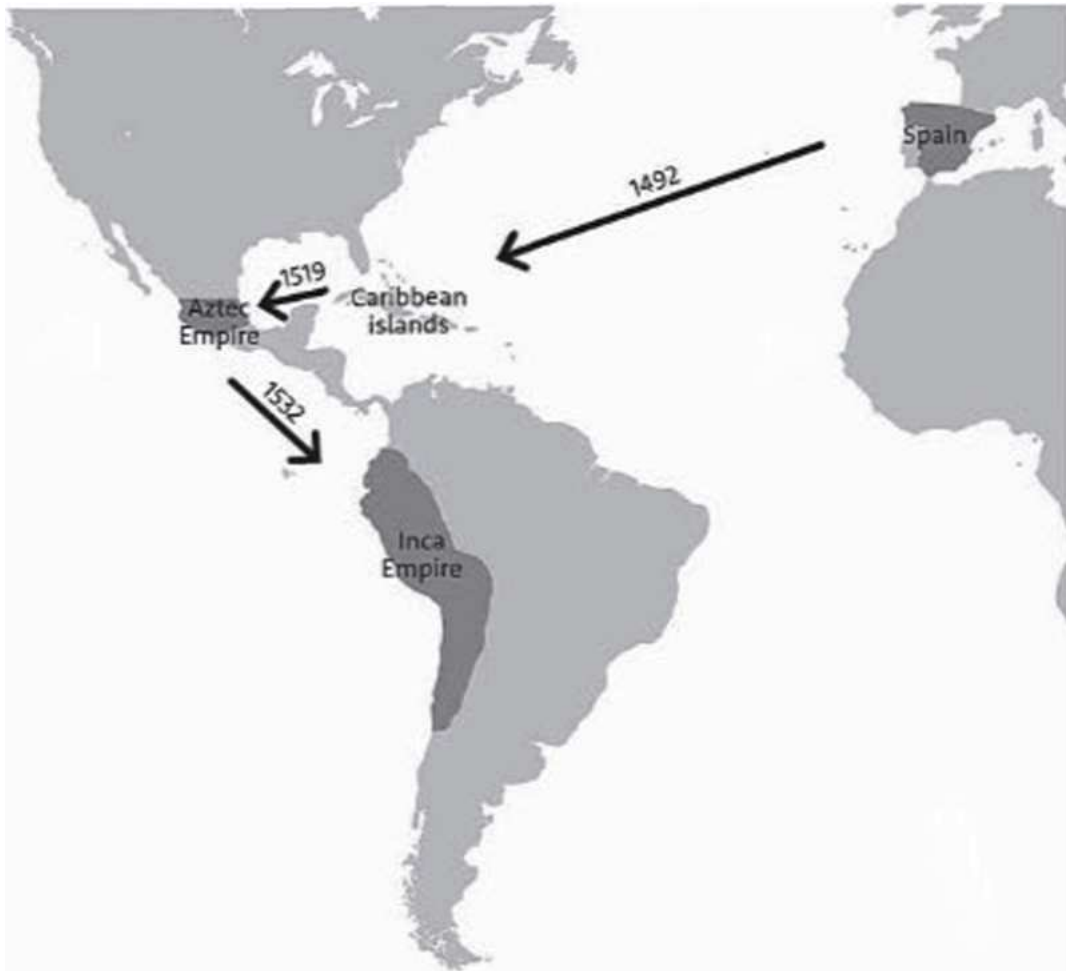 Spain
1492
1519
Caribbean
islands
Aztec
Empire
1532
Inca
Empire